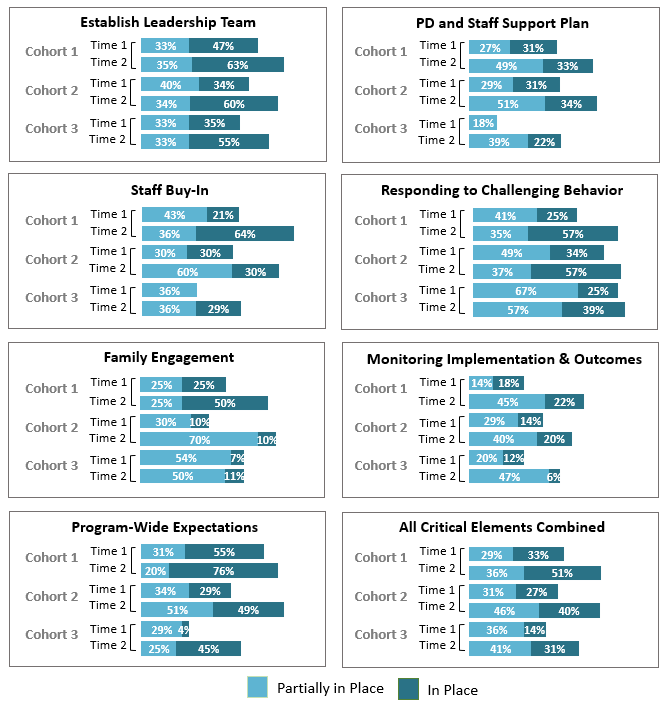 Establish Leadership Team
Cohort 1
Time 1 33% 47%
Time 2 35% 63%
Cohort 2
Time 1 40% 34%
Time 2 34% 60%
Cohort 3
Time 1 33% 35%
Time 2 33% 55%
PD and Staff Support Plan
Cohort 1
Time 1 27% 31%
Time 2 49% 33%
Cohort 2
Time 1 29% 31%
Time 2 51% 34%
Cohort 3
Time 1 18%
Time 2 39% 22%
Staff Buy-In
Cohort 1
Time 1 43% 21%
Time 2 36% 64%
Cohort 2
Time 1 30% 30%
Time 2 60% 30%
Cohort 3
Time 1 36%
Time 2 36% 29%
Responding to Challenging Behavior
Cohort 1
Time 1 41% 25%
Time 2 35% 57%
Cohort 2
Time 1 49% 34%
Time 2 37% 57%
Cohort 3
Time 1 67% 25%
Time 2 57% 39%
Family Engagement
Cohort 1
Time 1 25% 25%
Time 2 25% 50%
Cohort 2
Time 1 30% 10%
Time 2 70% 10%
Cohort 3
Time 1 54% 7%
Time 2 50% 11%
Monitoring Implementation & Outcomes
Cohort 1
Time 1 14% 18%
Time 2 45% 22%
Cohort 2
Time 1 29% 14%
Time 2 40% 20%
Cohort 3
Time 1 20% 12%
Time 2 47% 6%
Program-Wide Expectations
Cohort 1
Time 1 31% 55%
Time 2 20% 76%
Cohort 2
Time 1 34% 29%
Time 2 51% 49%
Cohort 3
Time 1 29% 4%
Time 2 25% 45%
All Critical Elements Combined
Cohort 1
Time 1 29% 33%
Time 2 36% 51%
Cohort 2
Time 1 31% 27%
Time 2 46% 40%
Cohort 3
Time 1 36% 14%
Time 2 41% 31%
Partially in Place
In Place